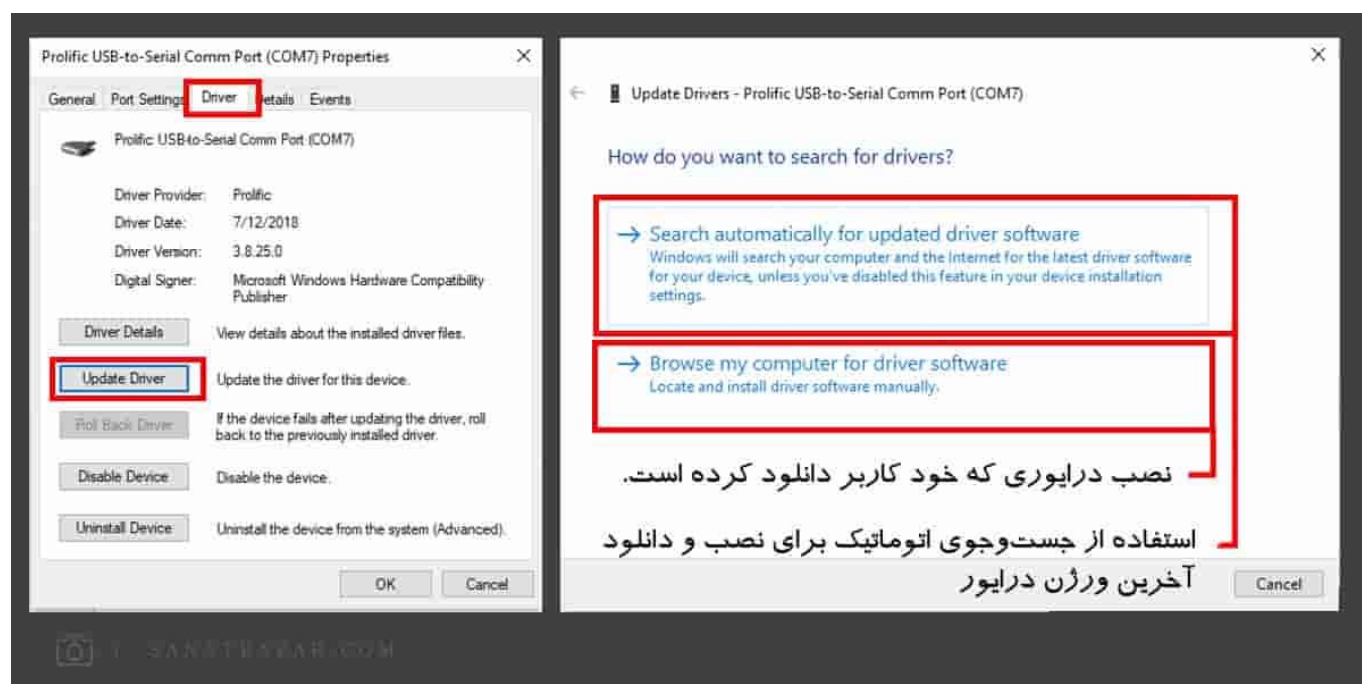 Prolific USB-to-Serial Comm Port (COM7) Properties
General Port Settings Driver Details Events
Prolific USB-to-Serial Comm Port (COM7)
Driver Provider: Prolific
Driver Date: 7/12/2018
Driver Version: 3.8.25.0
Digital Signer: Microsoft Windows Hardware Compatibility
Publisher
Driver Details View details about the installed driver files.
Update Driver Update the driver for this device.
Roll Back Driver If the device fails after updating the driver, roll
back to the previously installed driver.
Disable Device Disable the device.
Uninstall Device Uninstall the device from the system (Advanced).
OK Cancel
Update Drivers - Prolific USB-to-Serial Comm Port (COM7)
How do you want to search for drivers?
→ Search automatically for updated driver software
Windows will search your computer and the Internet for the latest driver software
for your device, unless you've disabled this feature in your device installation
settings.
→ Browse my computer for driver software
Locate and install driver software manually.
نصب درایوری که خود کاربر دانلود کرده است.
استفاده از جست‌وجوی اتوماتیک برای نصب و دانلود
آخرین ورژن درایور
Cancel